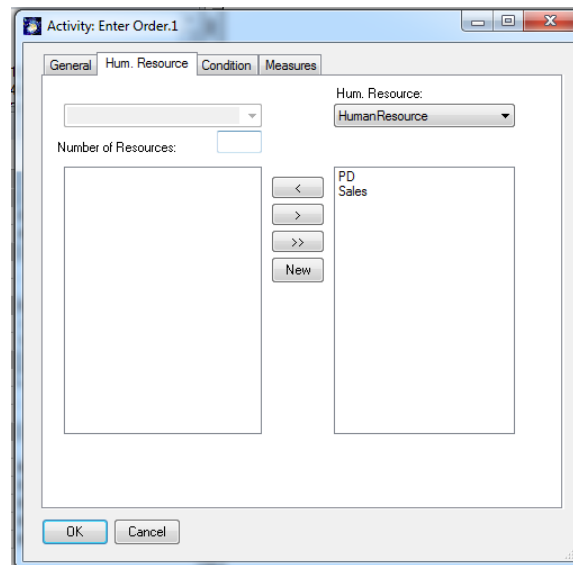 Activity: Enter Order.1
General Hum. Resource Condition Measures
Hum. Resource:
HumanResource
Number of Resources:
<
PD
Sales
>
>>
New
OK Cancel